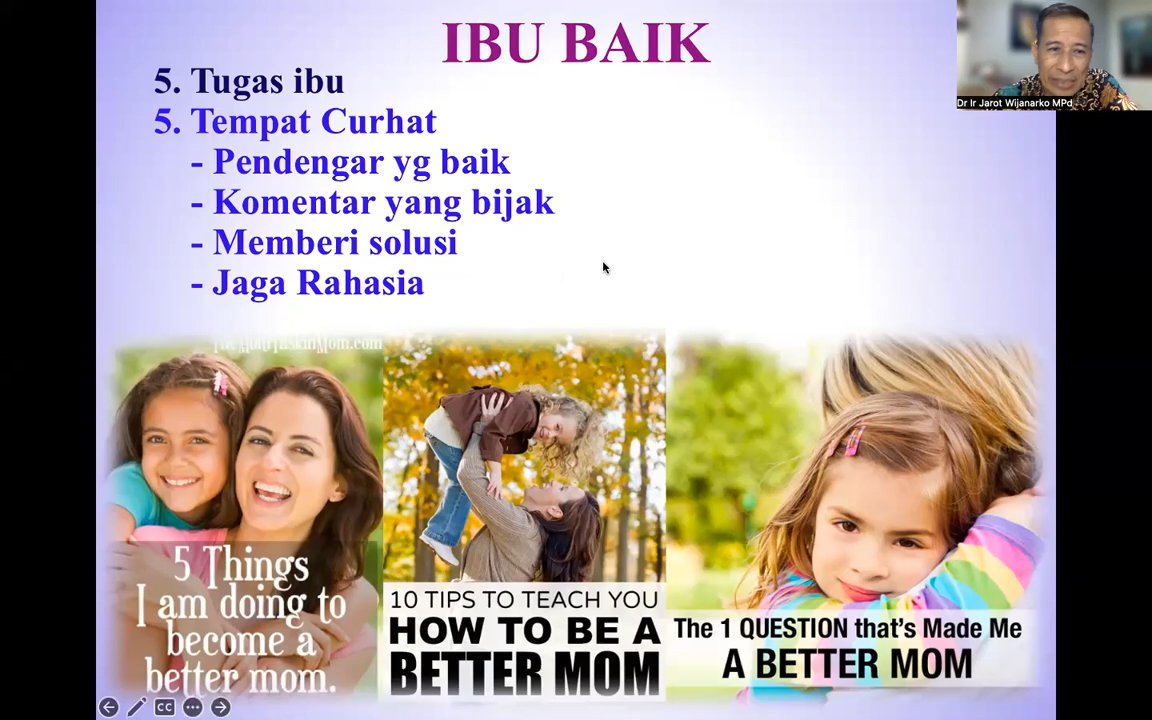 IBU BAIK
5. Tugas ibu
5. Tempat Curhat
- Pendengar yg baik
- Komentar yang bijak
- Memberi solusi
- Jaga Rahasia
Dr Ir Jarot Wijanarko MPd
5 Things
I am doing to
become a
better mom.
10 TIPS TO TEACH YOU
HOW TO BE A
BETTER MOM
The 1 QUESTION that's Made Me
A BETTER MOM
CC